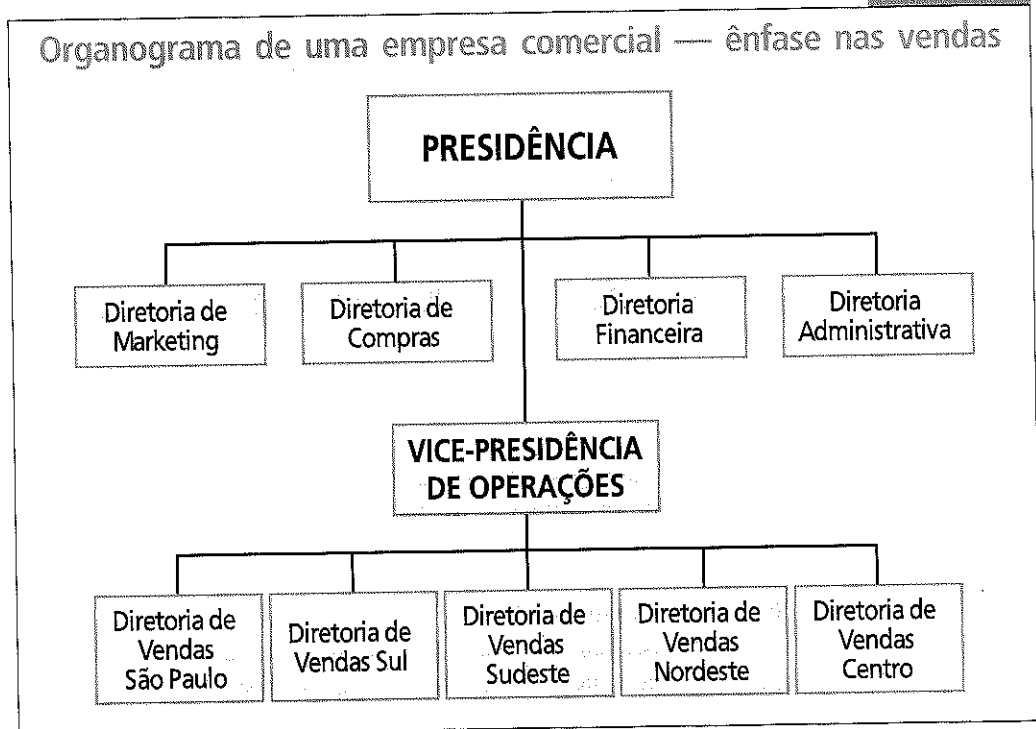 Organograma de uma empresa comercial — ênfase nas vendas
PRESIDÊNCIA
Diretoria de
Marketing
Diretoria de
Compras
Diretoria
Financeira
Diretoria
Administrativa
VICE-PRESIDÊNCIA
DE OPERAÇÕES
Diretoria de
Vendas
São Paulo
Diretoria de
Vendas Sul
Diretoria de
Vendas
Sudeste
Diretoria de
Vendas
Nordeste
Diretoria de
Vendas
Centro